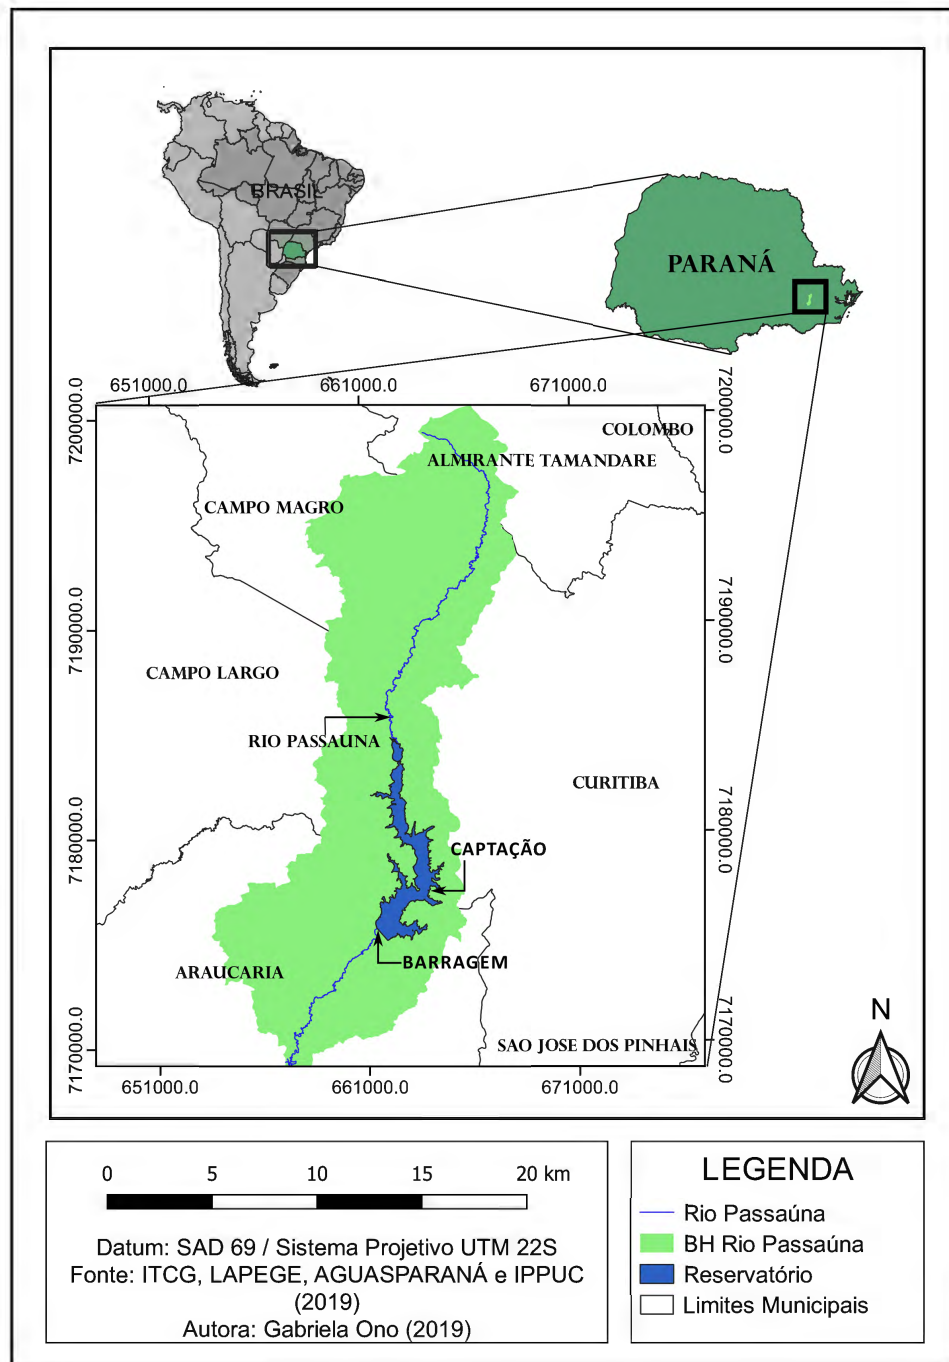 BRASIL
PARANÁ
651000.0
661000.0
671000.0
7200000.0
7200000.0
COLOMBO
ALMIRANTE TAMANDARE
CAMPO MAGRO
7190000.0
7190000.0
CAMPO LARGO
RIO PASSAUNA
CURITIBA
7180000.0
7180000.0
CAPTAÇÃO
BARRAGEM
ARAUCARIA
SAO JOSE DOS PINHAIS
7170000.0
7170000.0
651000.0
661000.0
671000.0
N
0 5 10 15 20 km
Datum: SAD 69 / Sistema Projetivo UTM 22S
Fonte: ITCG, LAPEGE, AGUASPARANÁ e IPPUC
(2019)
Autora: Gabriela Ono (2019)
LEGENDA
Rio Passaúna
BH Rio Passaúna
Reservatório
Limites Municipais